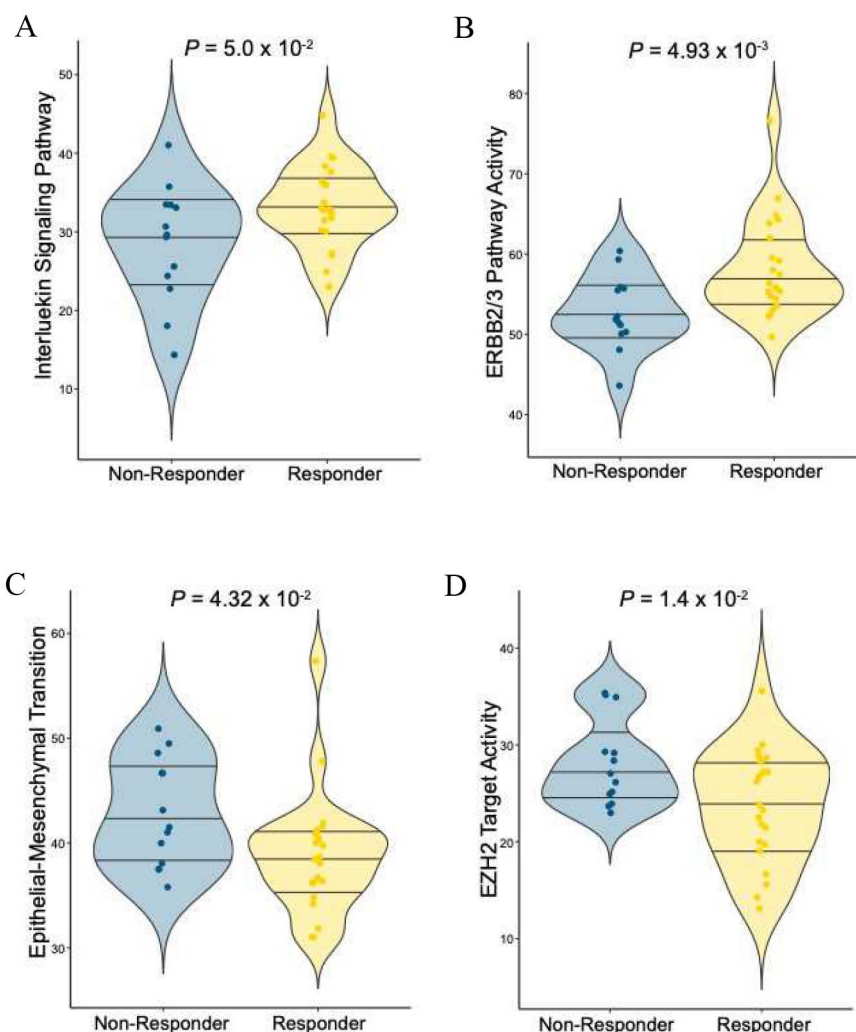 A
P = 5.0 x 10-2
Interluekin Signaling Pathway
50
40
30
20
10
Non-Responder
Responder
B
P = 4.93 x 10-3
ERBB2/3 Pathway Activity
80
70
60
50
40
Non-Responder
Responder
C
P = 4.32 x 10-2
Epithelial-Mesenchymal Transition
60
50
40
30
Non-Responder
Responder
D
P = 1.4 x 10-2
EZH2 Target Activity
40
30
20
10
Non-Responder
Responder